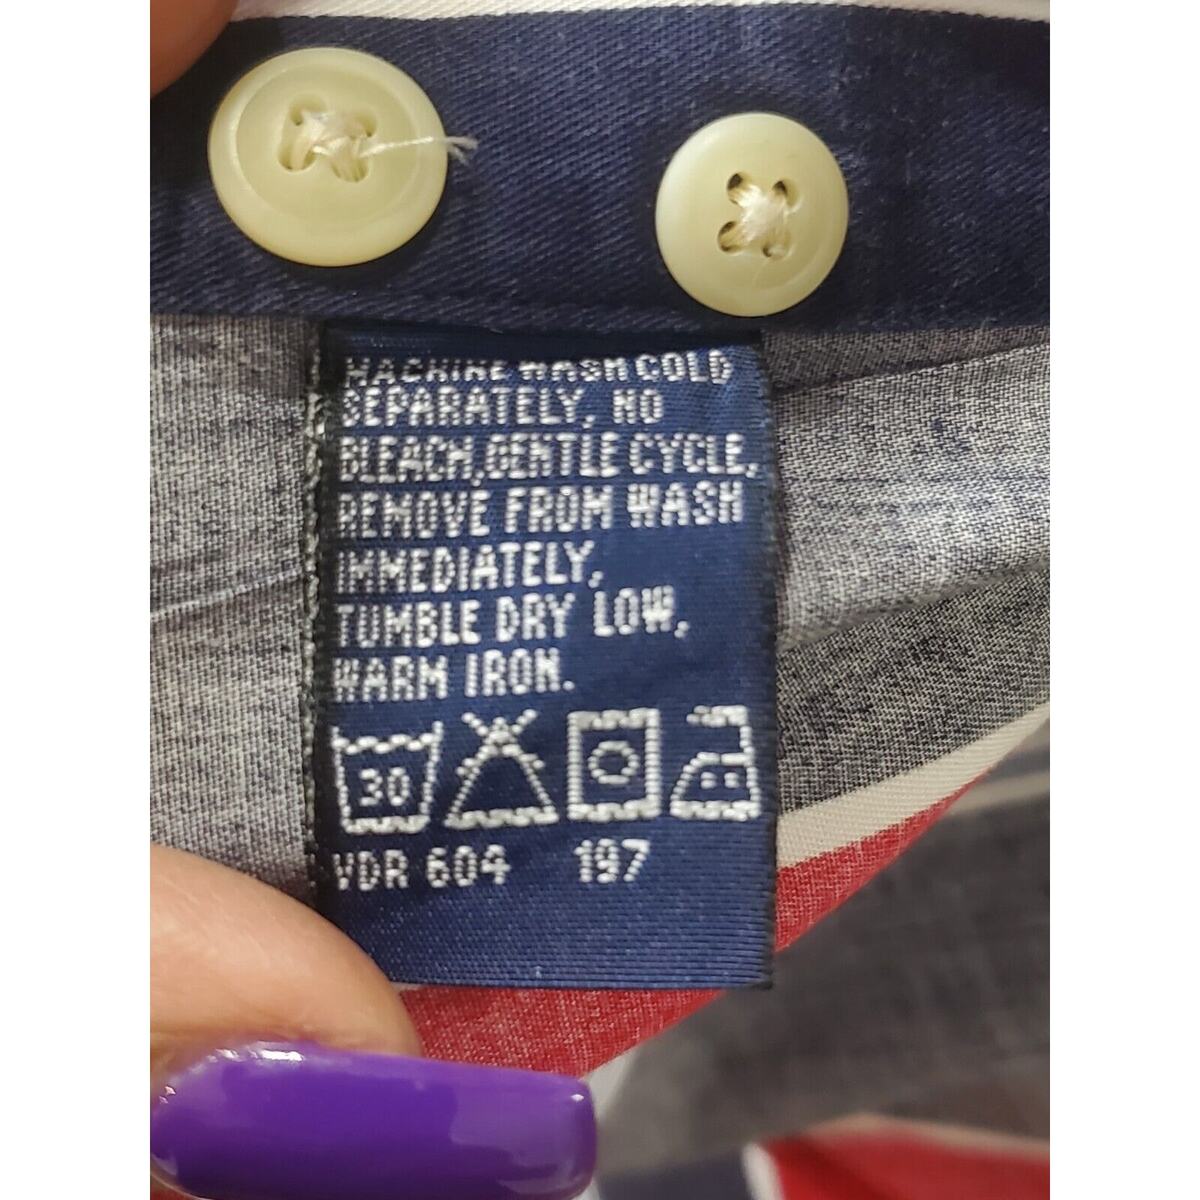 MACHINE WASH COLD
SEPARATELY, NO
BLEACH, GENTLE CYCLE,
REMOVE FROM WASH
IMMEDIATELY,
TUMBLE DRY LOW,
WARM IRON.
30
VDR 604 197